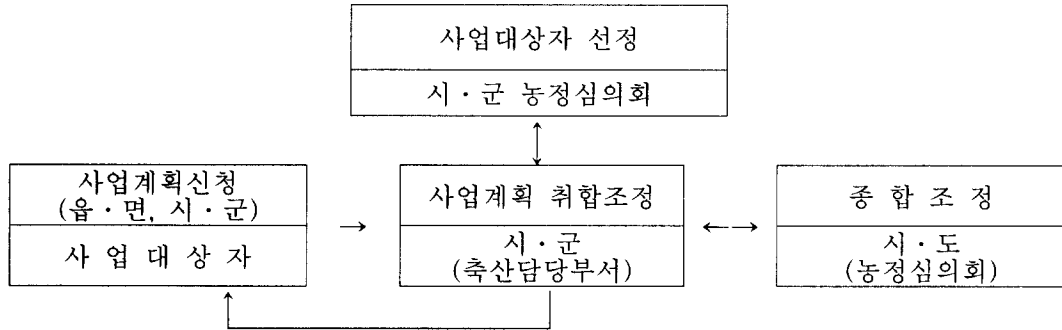 사업대상자 선정
시·군 농정심의회
사업계획신청
(읍·면, 시·군)
사 업 대 상 자
사업계획 취합조정
시·군
(축산담당부서)
종 합 조 정
시·도
(농정심의회)